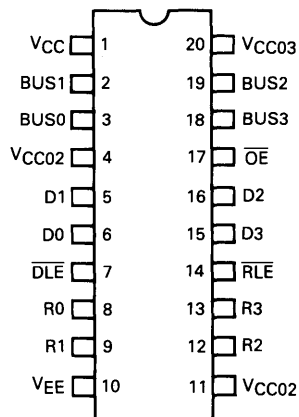 VCC 1 20 VCC03
BUS1 2 19 BUS2
BUS0 3 18 BUS3
VCC02 4 17 OE
D1 5 16 D2
D0 6 15 D3
DLE 7 14 RLE
R0 8 13 R3
R1 9 12 R2
VEE 10 11 VCC02